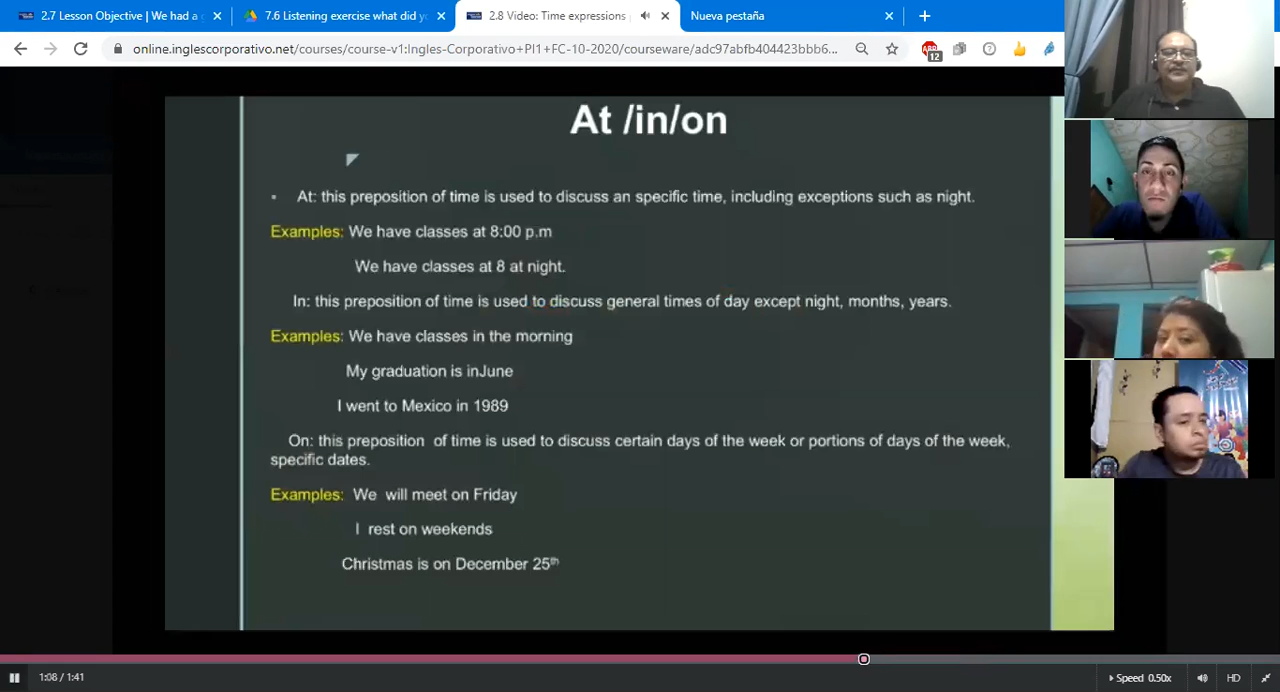 2.7 Lesson Objective | We had a
7.6 Listening exercise what did yo
2.8 Video: Time expressions
Nueva pestaña
online.inglescorporativo.net/courses/course-v1:Ingles-Corporativo+PI1+FC-10-2020/courseware/adc97abfb404423bbb6...
12
At /in/on
At: this preposition of time is used to discuss an specific time, including exceptions such as night.
Examples: We have classes at 8:00 p.m
We have classes at 8 at night.
In: this preposition of time is used to discuss general times of day except night, months, years.
Examples: We have classes in the morning
My graduation is inJune
I went to Mexico in 1989
On: this preposition of time is used to discuss certain days of the week or portions of days of the week,
specific dates.
Examples: We will meet on Friday
I rest on weekends
Christmas is on December 25th
1:08 / 1:41
Speed 0.50x
HD